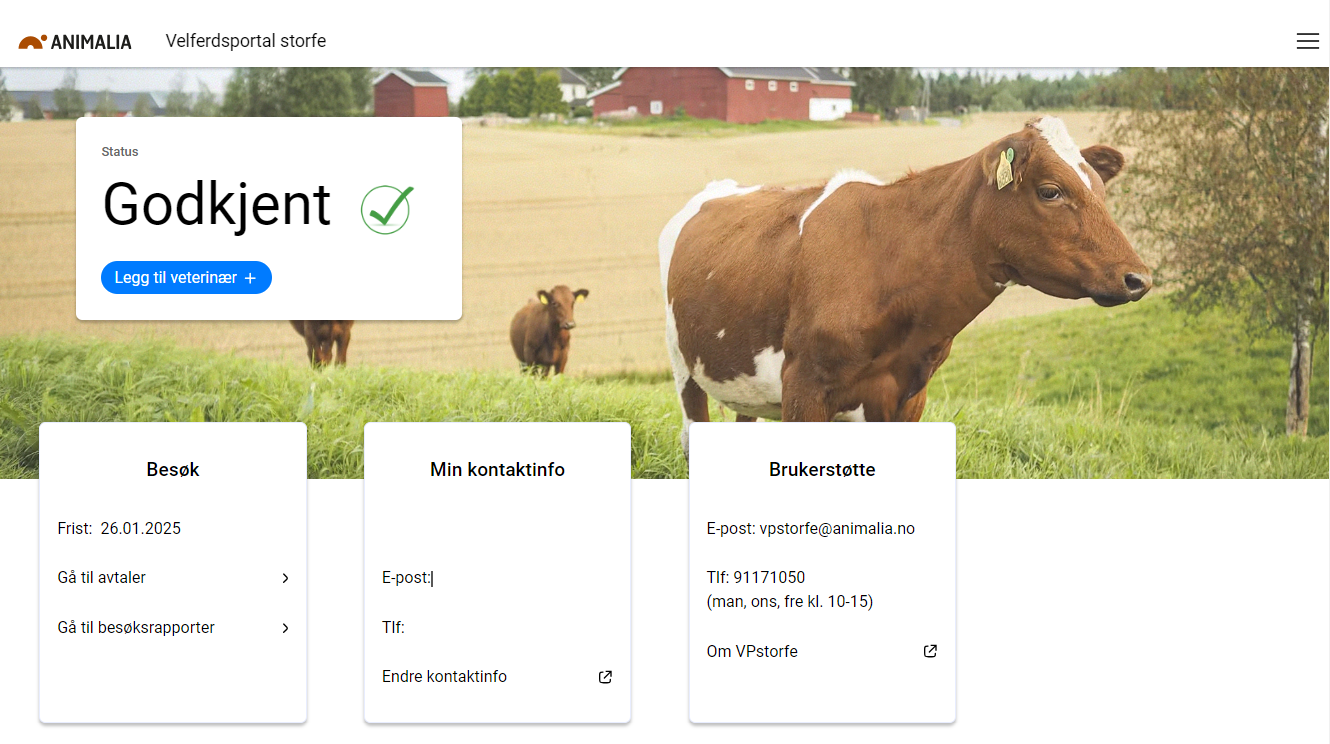 ANIMALIA
Velferdsportal storfe
Status
Godkjent
Legg til veterinær +
Besøk
Frist: 26.01.2025
Gå til avtaler
Gå til besøksrapporter
Min kontaktinfo
E-post:
Tlf:
Endre kontaktinfo
Brukerstøtte
E-post: vpstorfe@animalia.no
Tlf: 91171050
(man, ons, fre kl. 10-15)
Om VPstorfe